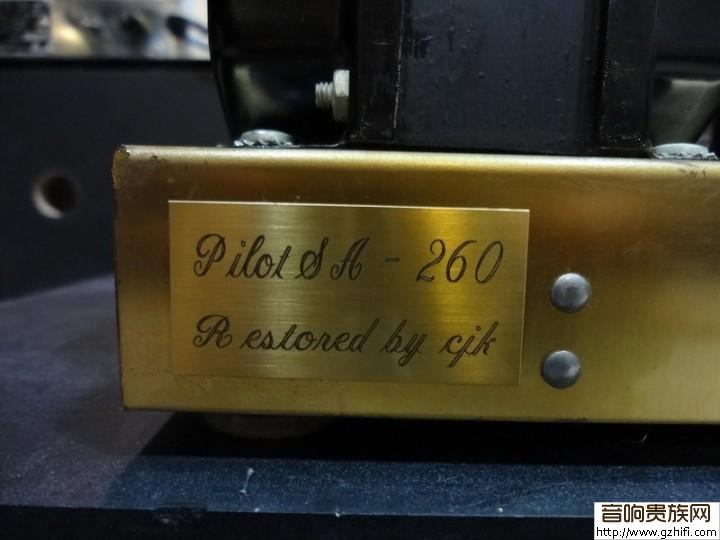 Pilot SA - 260
Restored by cjk
音响贵族网
http://www.gzhifi.com